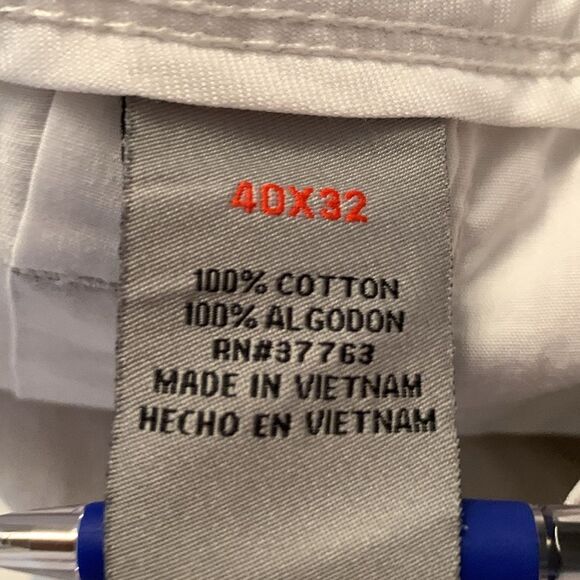 40X32
100% COTTON
100% ALGODON
RN#37763
MADE IN VIETNAM
HECHO EN VIETNAM